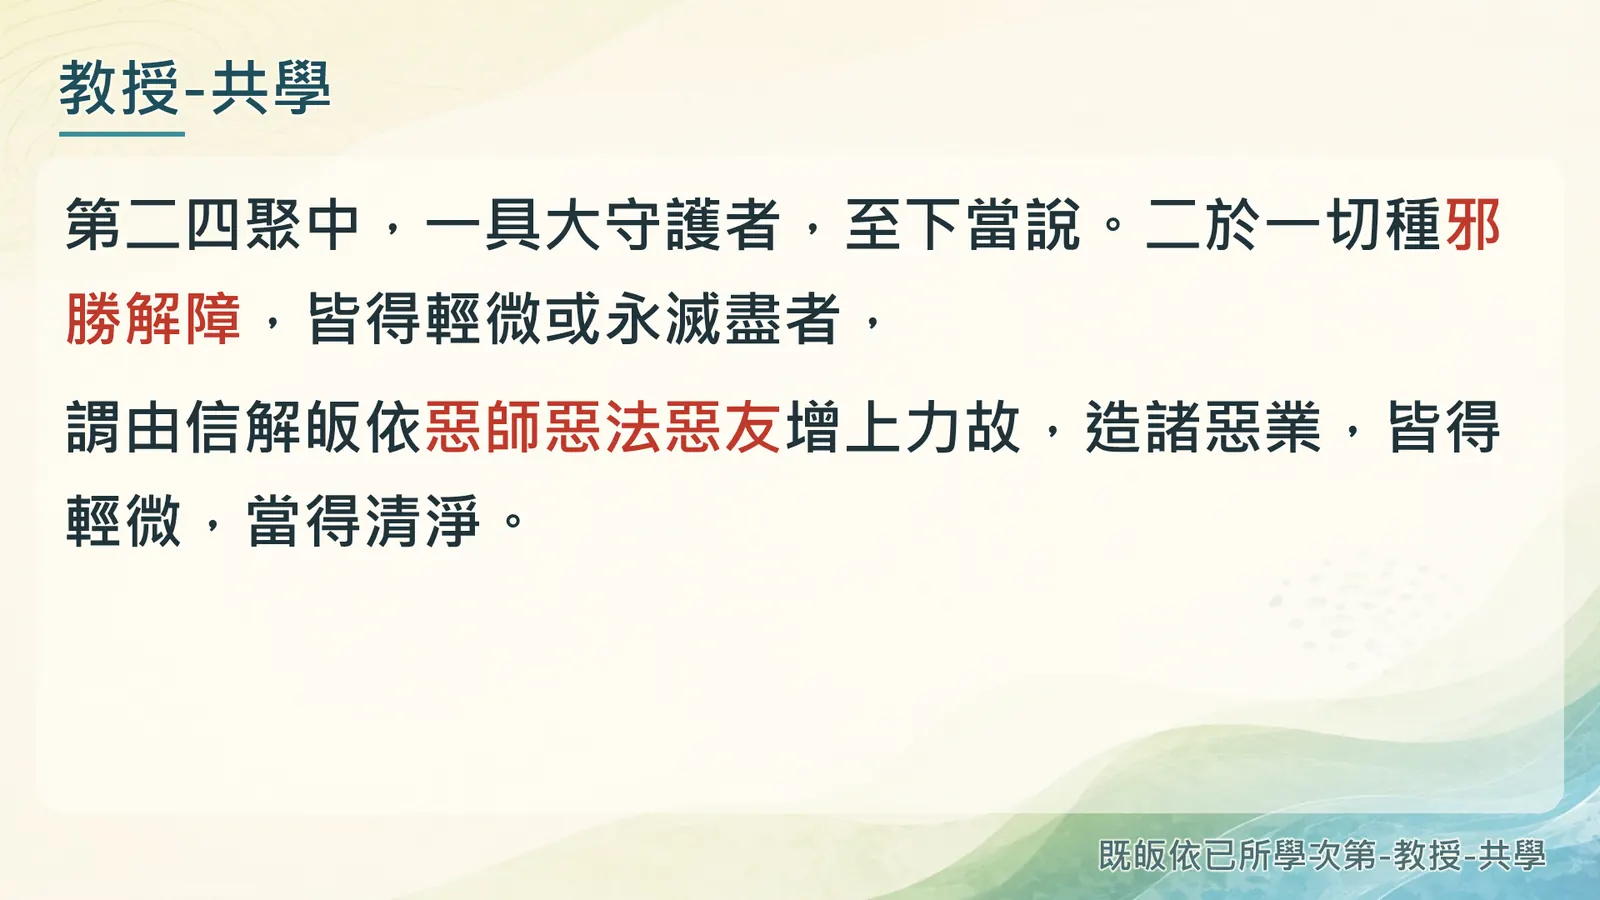 教授-共學
第二四聚中，一具大守護者，至下當說。二於一切種邪
勝解障，皆得輕微或永滅盡者，
謂由信解皈依惡師惡法惡友增上力故，造諸惡業，皆得
輕微，當得清淨。
既皈依已所學次第-教授-共學